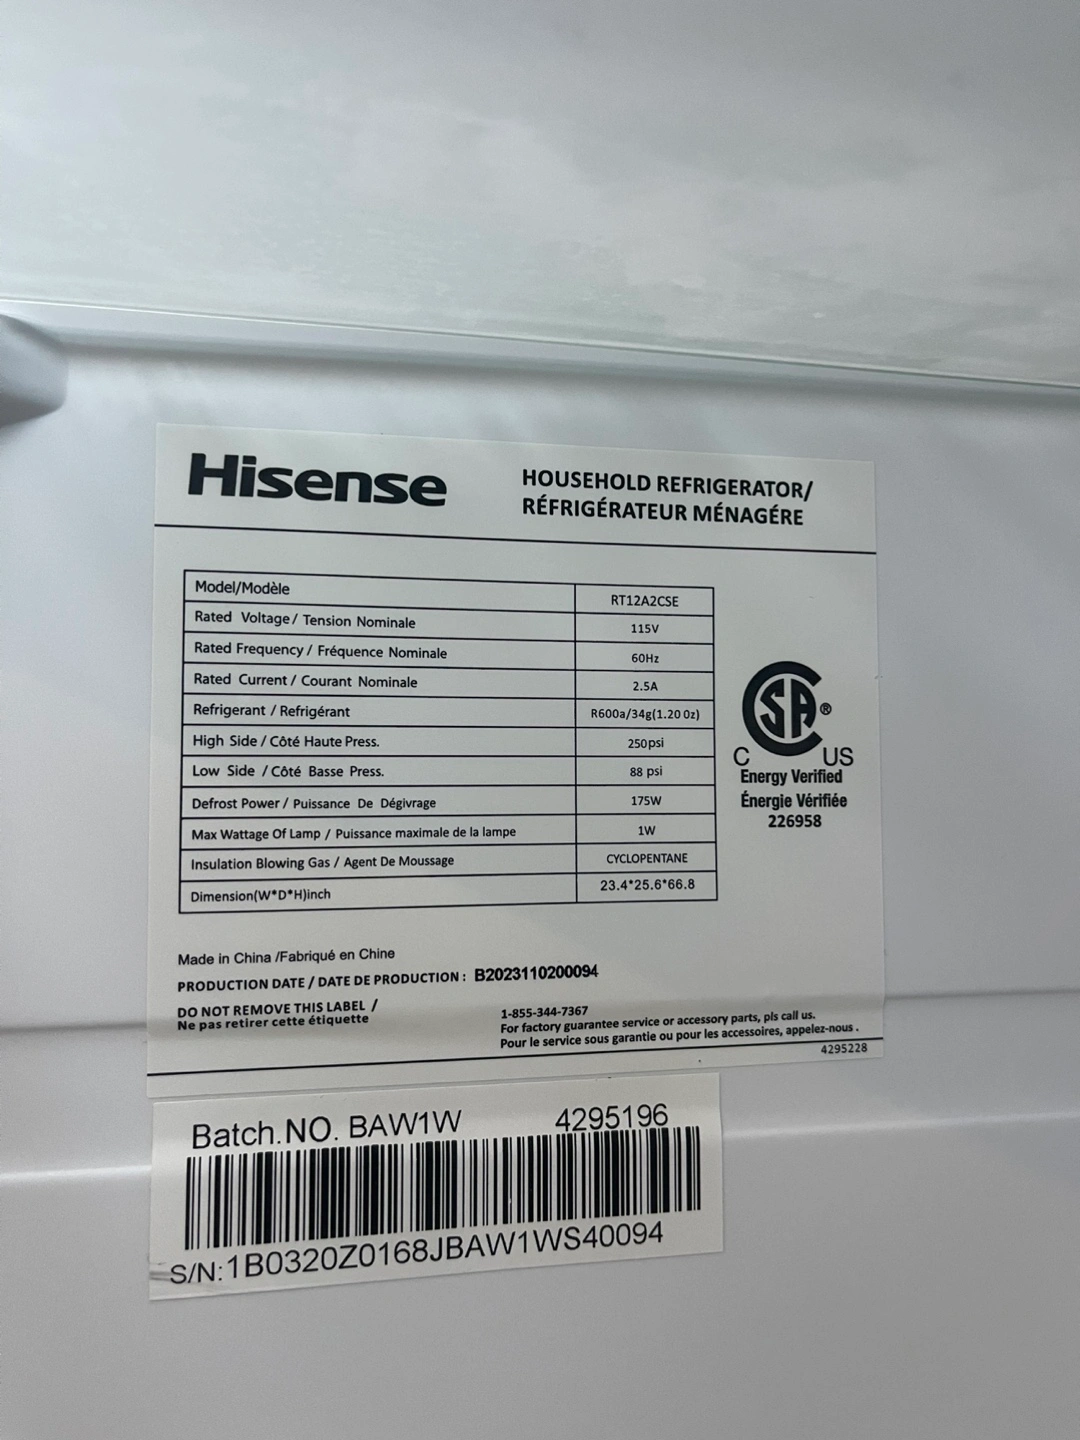 Hisense
HOUSEHOLD REFRIGERATOR/
RÉFRIGÉRATEUR MÉNAGÉRE
Model/Modèle RT12A2CSE
Rated Voltage / Tension Nominale 115V
Rated Frequency / Fréquence Nominale 60Hz
Rated Current / Courant Nominale 2.5A
Refrigerant / Refrigérant R600a/34g(1.20 Oz)
High Side / Côté Haute Press. 250psi
Low Side / Côté Basse Press. 88 psi
Defrost Power / Puissance De Dégivrage 175W
Max Wattage Of Lamp / Puissance maximale de la lampe 1W
Insulation Blowing Gas / Agent De Moussage CYCLOPENTANE
Dimension(W*D*H)inch 23.4*25.6*66.8
CSA®
C US
Energy Verified
Énergie Vérifiée
226958
Made in China /Fabriqué en Chine
PRODUCTION DATE / DATE DE PRODUCTION : B2023110200094
DO NOT REMOVE THIS LABEL /
Ne pas retirer cette étiquette
1-855-344-7367
For factory guarantee service or accessory parts, pls call us.
Pour le service sous garantie ou pour les accessoires, appelez-nous .
4295228
Batch.NO. BAW1W 4295196
S/N:1B0320Z0168JBAW1WS40094